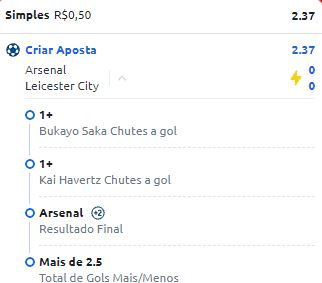 Simples R$0,50 2.37
Criar Aposta 2.37
Arsenal 0
Leicester City 0
1+
Bukayo Saka Chutes a gol
1+
Kai Havertz Chutes a gol
Arsenal +2
Resultado Final
Mais de 2.5
Total de Gols Mais/Menos